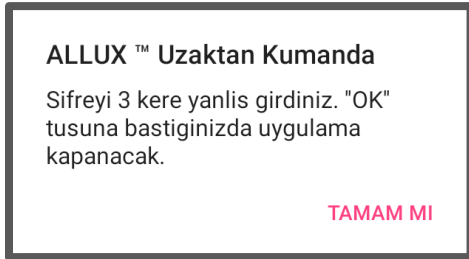 ALLUX ™ Uzaktan Kumanda
Sifreyi 3 kere yanlis girdiniz. "OK"
tusuna bastiginizda uygulama
kapanacak.
TAMAM MI